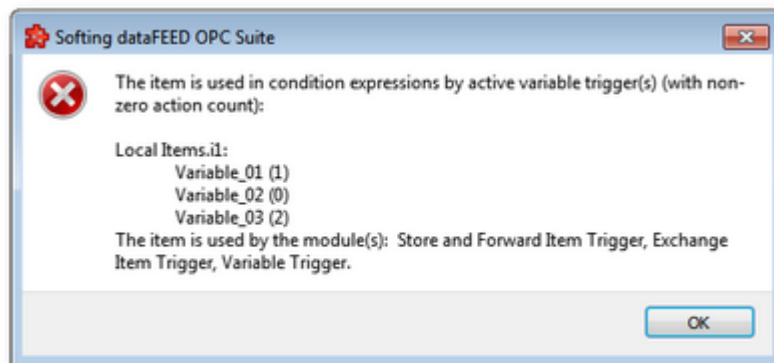 Softing dataFEED OPC Suite
The item is used in condition expressions by active variable trigger(s) (with non-
zero action count):
Local Items.i1:
Variable_01 (1)
Variable_02 (0)
Variable_03 (2)
The item is used by the module(s): Store and Forward Item Trigger, Exchange
Item Trigger, Variable Trigger.
OK